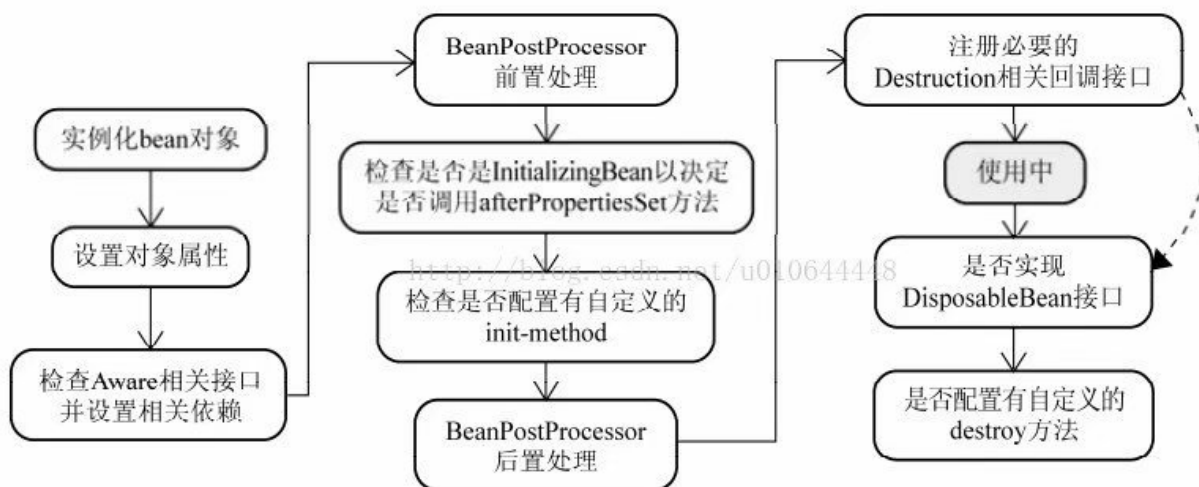 实例化bean对象
设置对象属性
检查Aware相关接口
并设置相关依赖
BeanPostProcessor
前置处理
检查是否是InitializingBean以决定
是否调用afterPropertiesSet方法
检查是否配置有自定义的
init-method
BeanPostProcessor
后置处理
注册必要的
Destruction相关回调接口
使用中
是否实现
DisposableBean接口
是否配置有自定义的
destroy方法
http://blog.csdn.net/u010644448